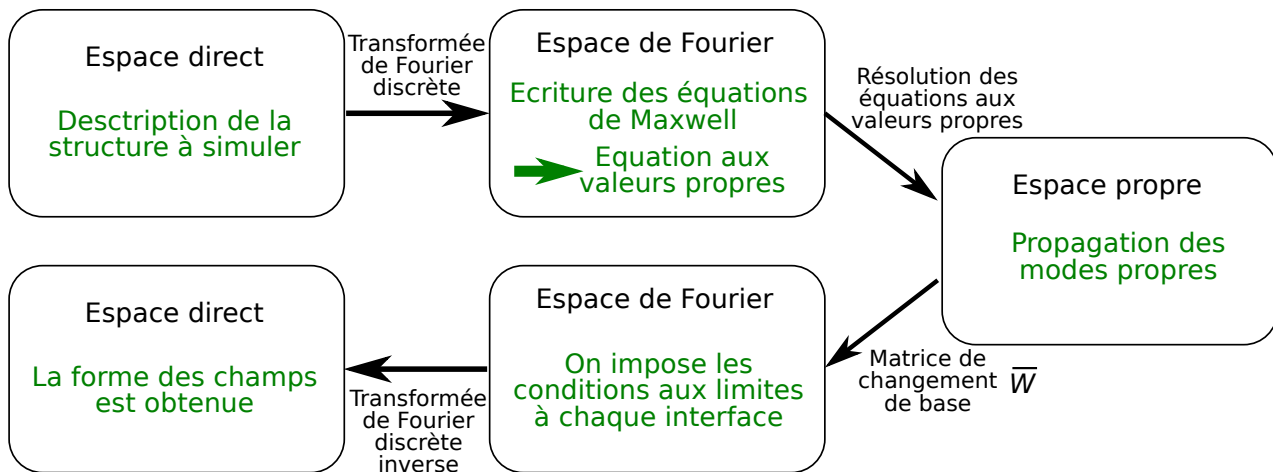 Espace direct
Desctription de la
structure à simuler
Transformée
de Fourier
discrète
Espace de Fourier
Ecriture des équations
de Maxwell
Equation aux
valeurs propres
Résolution des
équations aux
valeurs propres
Espace propre
Propagation des
modes propres
Matrice de
changement W̅
de base
Espace de Fourier
On impose les
conditions aux limites
à chaque interface
Transformée
de Fourier
discrète
inverse
Espace direct
La forme des champs
est obtenue